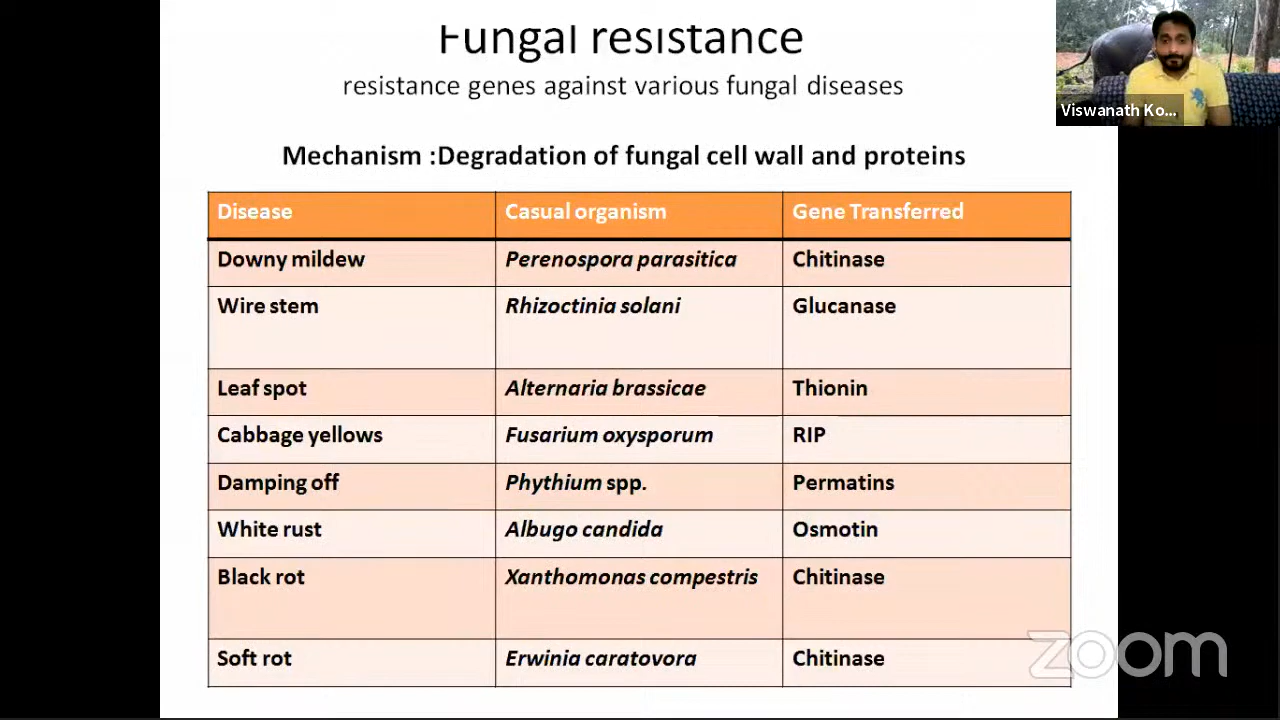 Fungal resistance
resistance genes against various fungal diseases
Viswanath Ko...
Mechanism :Degradation of fungal cell wall and proteins
Disease Casual organism Gene Transferred
Downy mildew Perenospora parasitica Chitinase
Wire stem Rhizoctinia solani Glucanase
Leaf spot Alternaria brassicae Thionin
Cabbage yellows Fusarium oxysporum RIP
Damping off Phythium spp. Permatins
White rust Albugo candida Osmotin
Black rot Xanthomonas compestris Chitinase
Soft rot Erwinia caratovora Chitinase
zoom